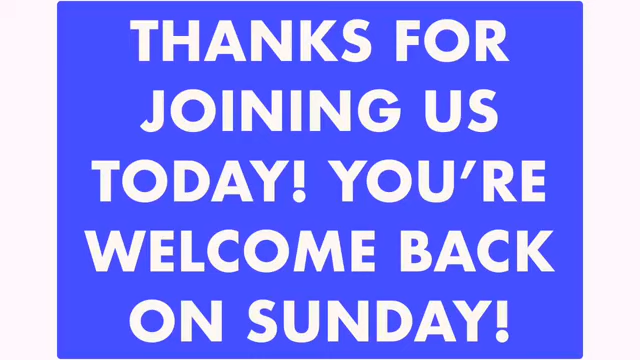 THANKS FOR
JOINING US
TODAY! YOU’RE
WELCOME BACK
ON SUNDAY!